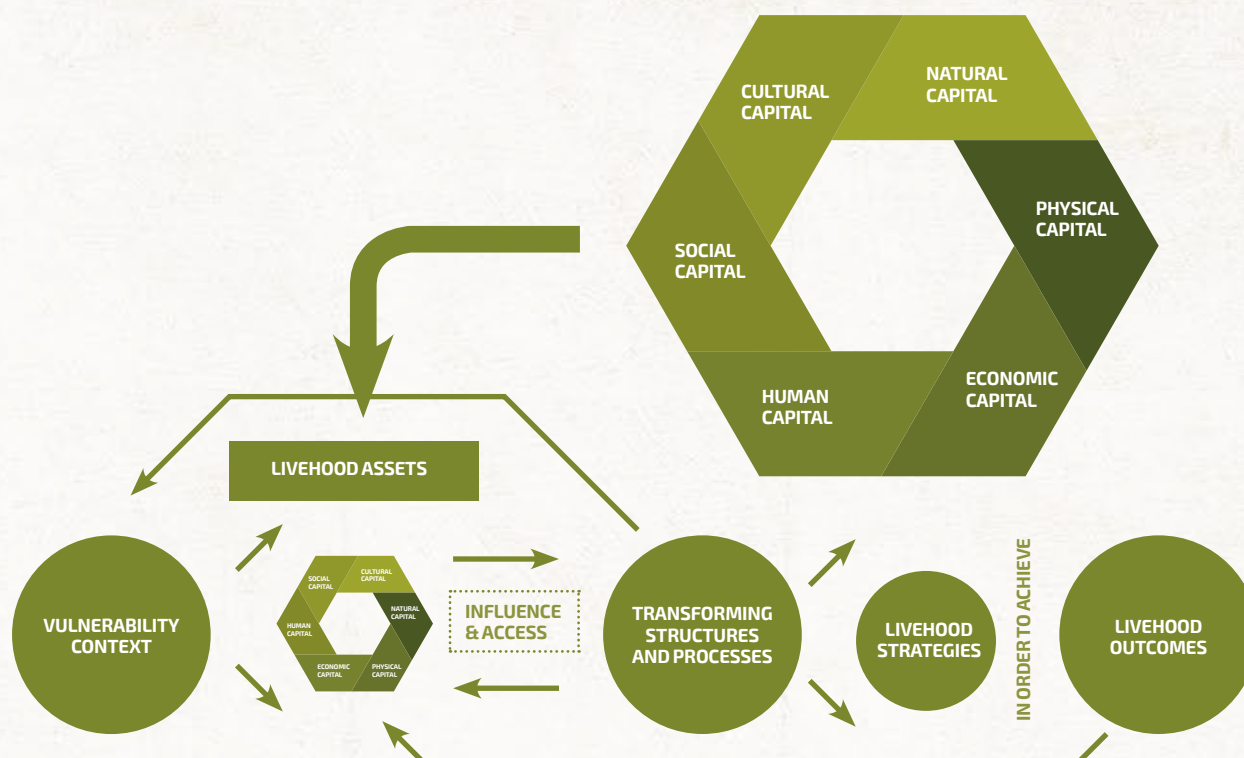 CULTURAL
CAPITAL
NATURAL
CAPITAL
PHYSICAL
CAPITAL
SOCIAL
CAPITAL
ECONOMIC
CAPITAL
HUMAN
CAPITAL
LIVEHOOD ASSETS
VULNERABILITY
CONTEXT
SOCIAL
CAPITAL
CULTURAL
CAPITAL
NATURAL
CAPITAL
HUMAN
CAPITAL
ECONOMIC
CAPITAL
PHYSICAL
CAPITAL
INFLUENCE
& ACCESS
TRANSFORMING
STRUCTURES
AND PROCESSES
LIVEHOOD
STRATEGIES
IN ORDER TO ACHIEVE
LIVEHOOD
OUTCOMES